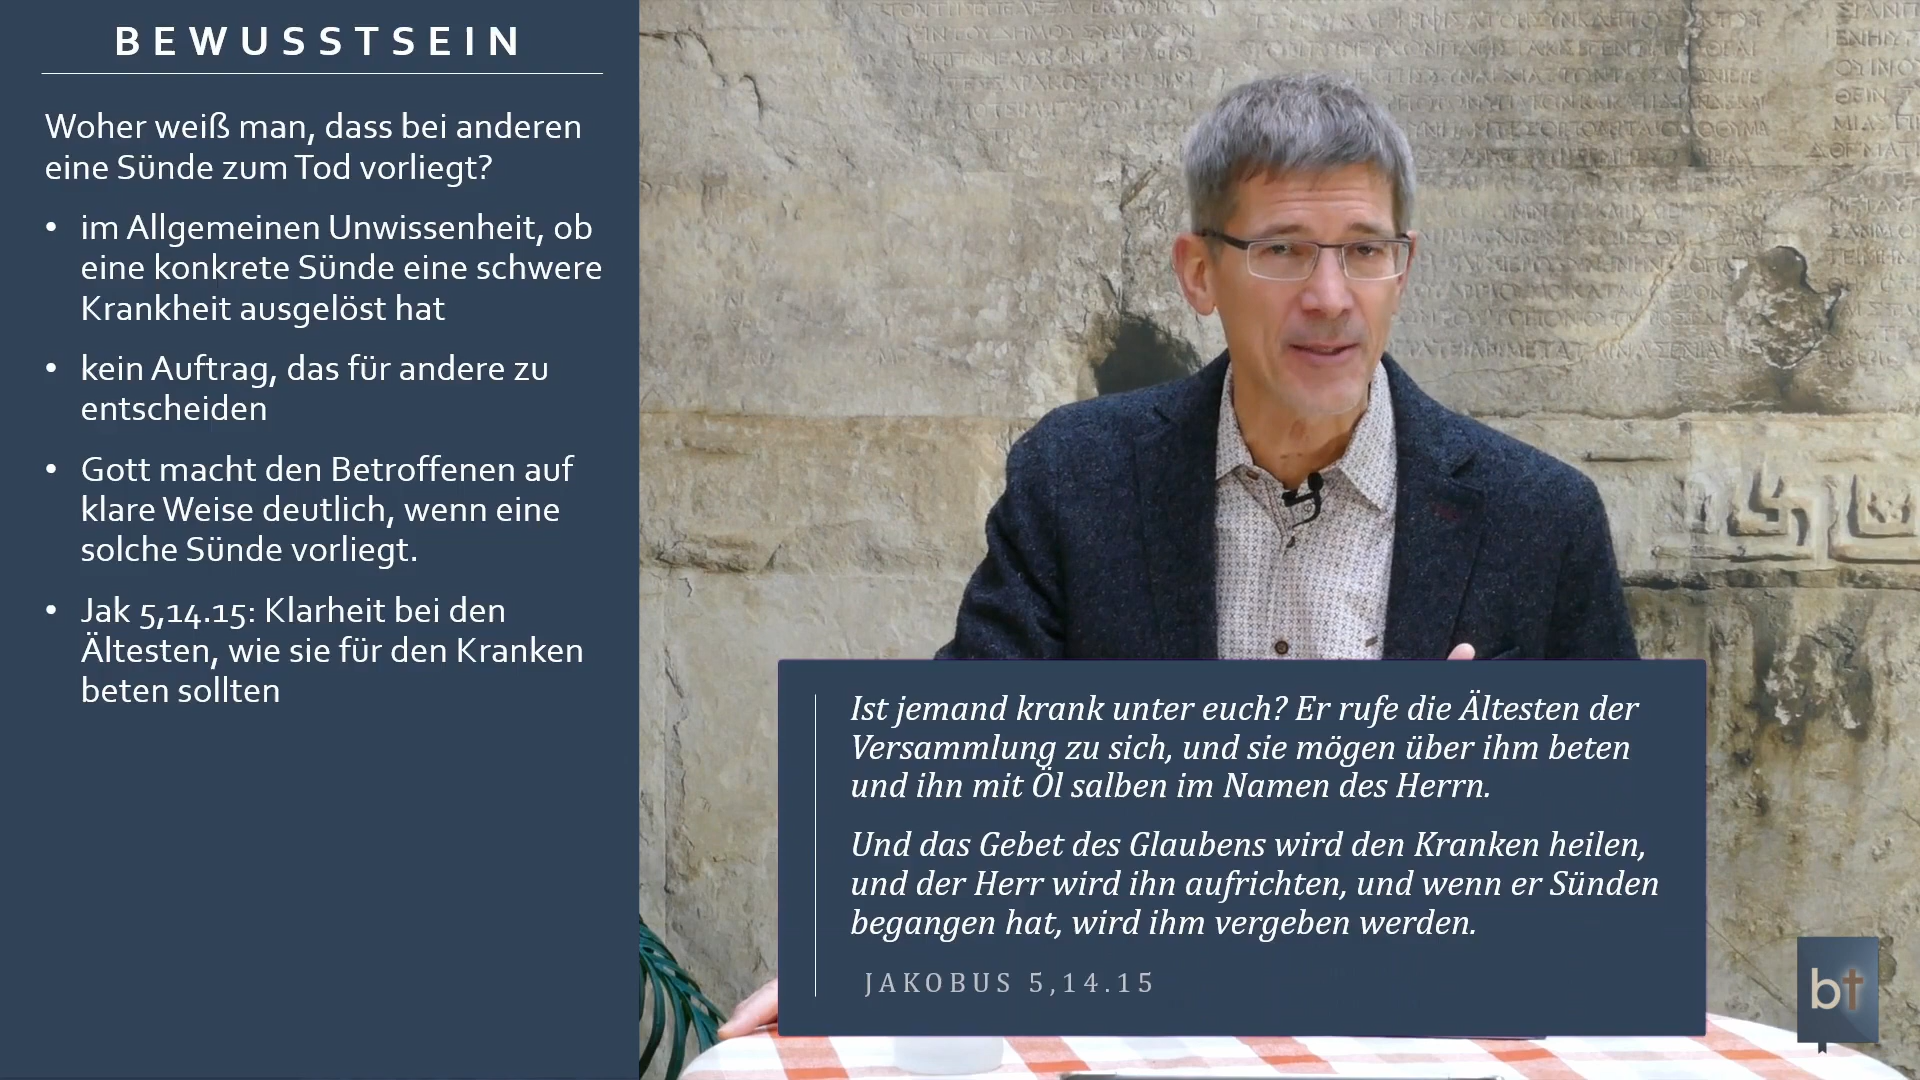 BEWUSSTSEIN
Woher weiß man, dass bei anderen
eine Sünde zum Tod vorliegt?
• im Allgemeinen Unwissenheit, ob
eine konkrete Sünde eine schwere
Krankheit ausgelöst hat
• kein Auftrag, das für andere zu
entscheiden
• Gott macht den Betroffenen auf
klare Weise deutlich, wenn eine
solche Sünde vorliegt.
• Jak 5,14.15: Klarheit bei den
Ältesten, wie sie für den Kranken
beten sollten
Ist jemand krank unter euch? Er rufe die Ältesten der
Versammlung zu sich, und sie mögen über ihm beten
und ihn mit Öl salben im Namen des Herrn.
Und das Gebet des Glaubens wird den Kranken heilen,
und der Herr wird ihn aufrichten, und wenn er Sünden
begangen hat, wird ihm vergeben werden.
JAKOBUS 5,14.15
bt